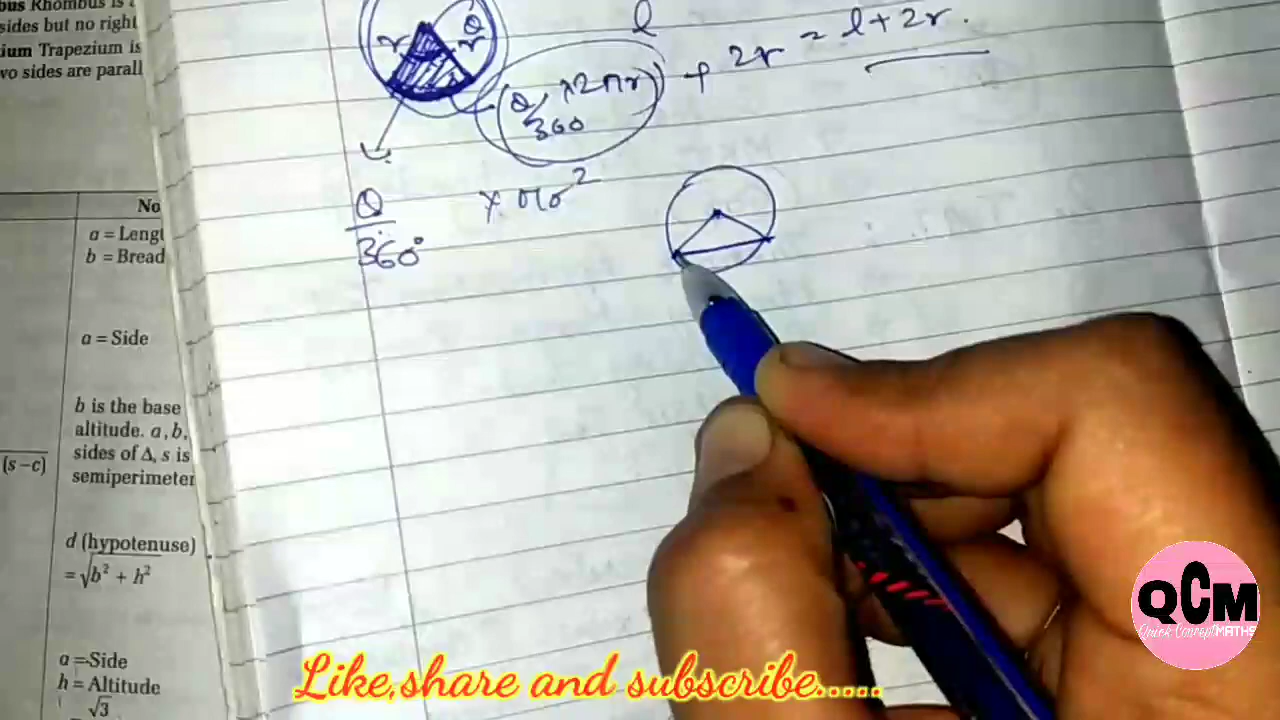 bus Rhombus is a
sides but no right
ium Trapezium is
wo sides are parall
No
a = Lengt
b = Bread
a = Side
b is the base
altitude. a, b,
sides of Δ, s is
semiperimeter
(s−c)
d (hypotenuse)
= √b² + h²
a = Side
h = Altitude
√3
r θ r
l
(θ/360 × 2πr) + 2r = l + 2r.
θ/360° × πr²
Like,share and subscribe.....
QCM
Quick Concept MATHS